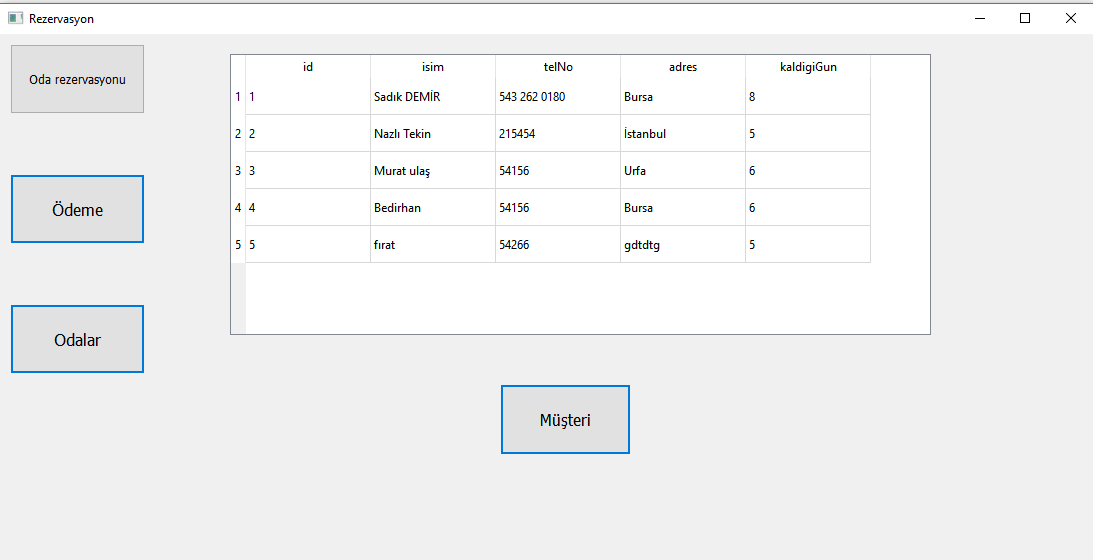 Rezervasyon
Oda rezervasyonu
Ödeme
Odalar
id isim telNo adres kaldigiGun
1 1 Sadık DEMİR 543 262 0180 Bursa 8
2 2 Nazlı Tekin 215454 İstanbul 5
3 3 Murat ulaş 54156 Urfa 6
4 4 Bedirhan 54156 Bursa 6
5 5 fırat 54266 gdtdtg 5
Müşteri